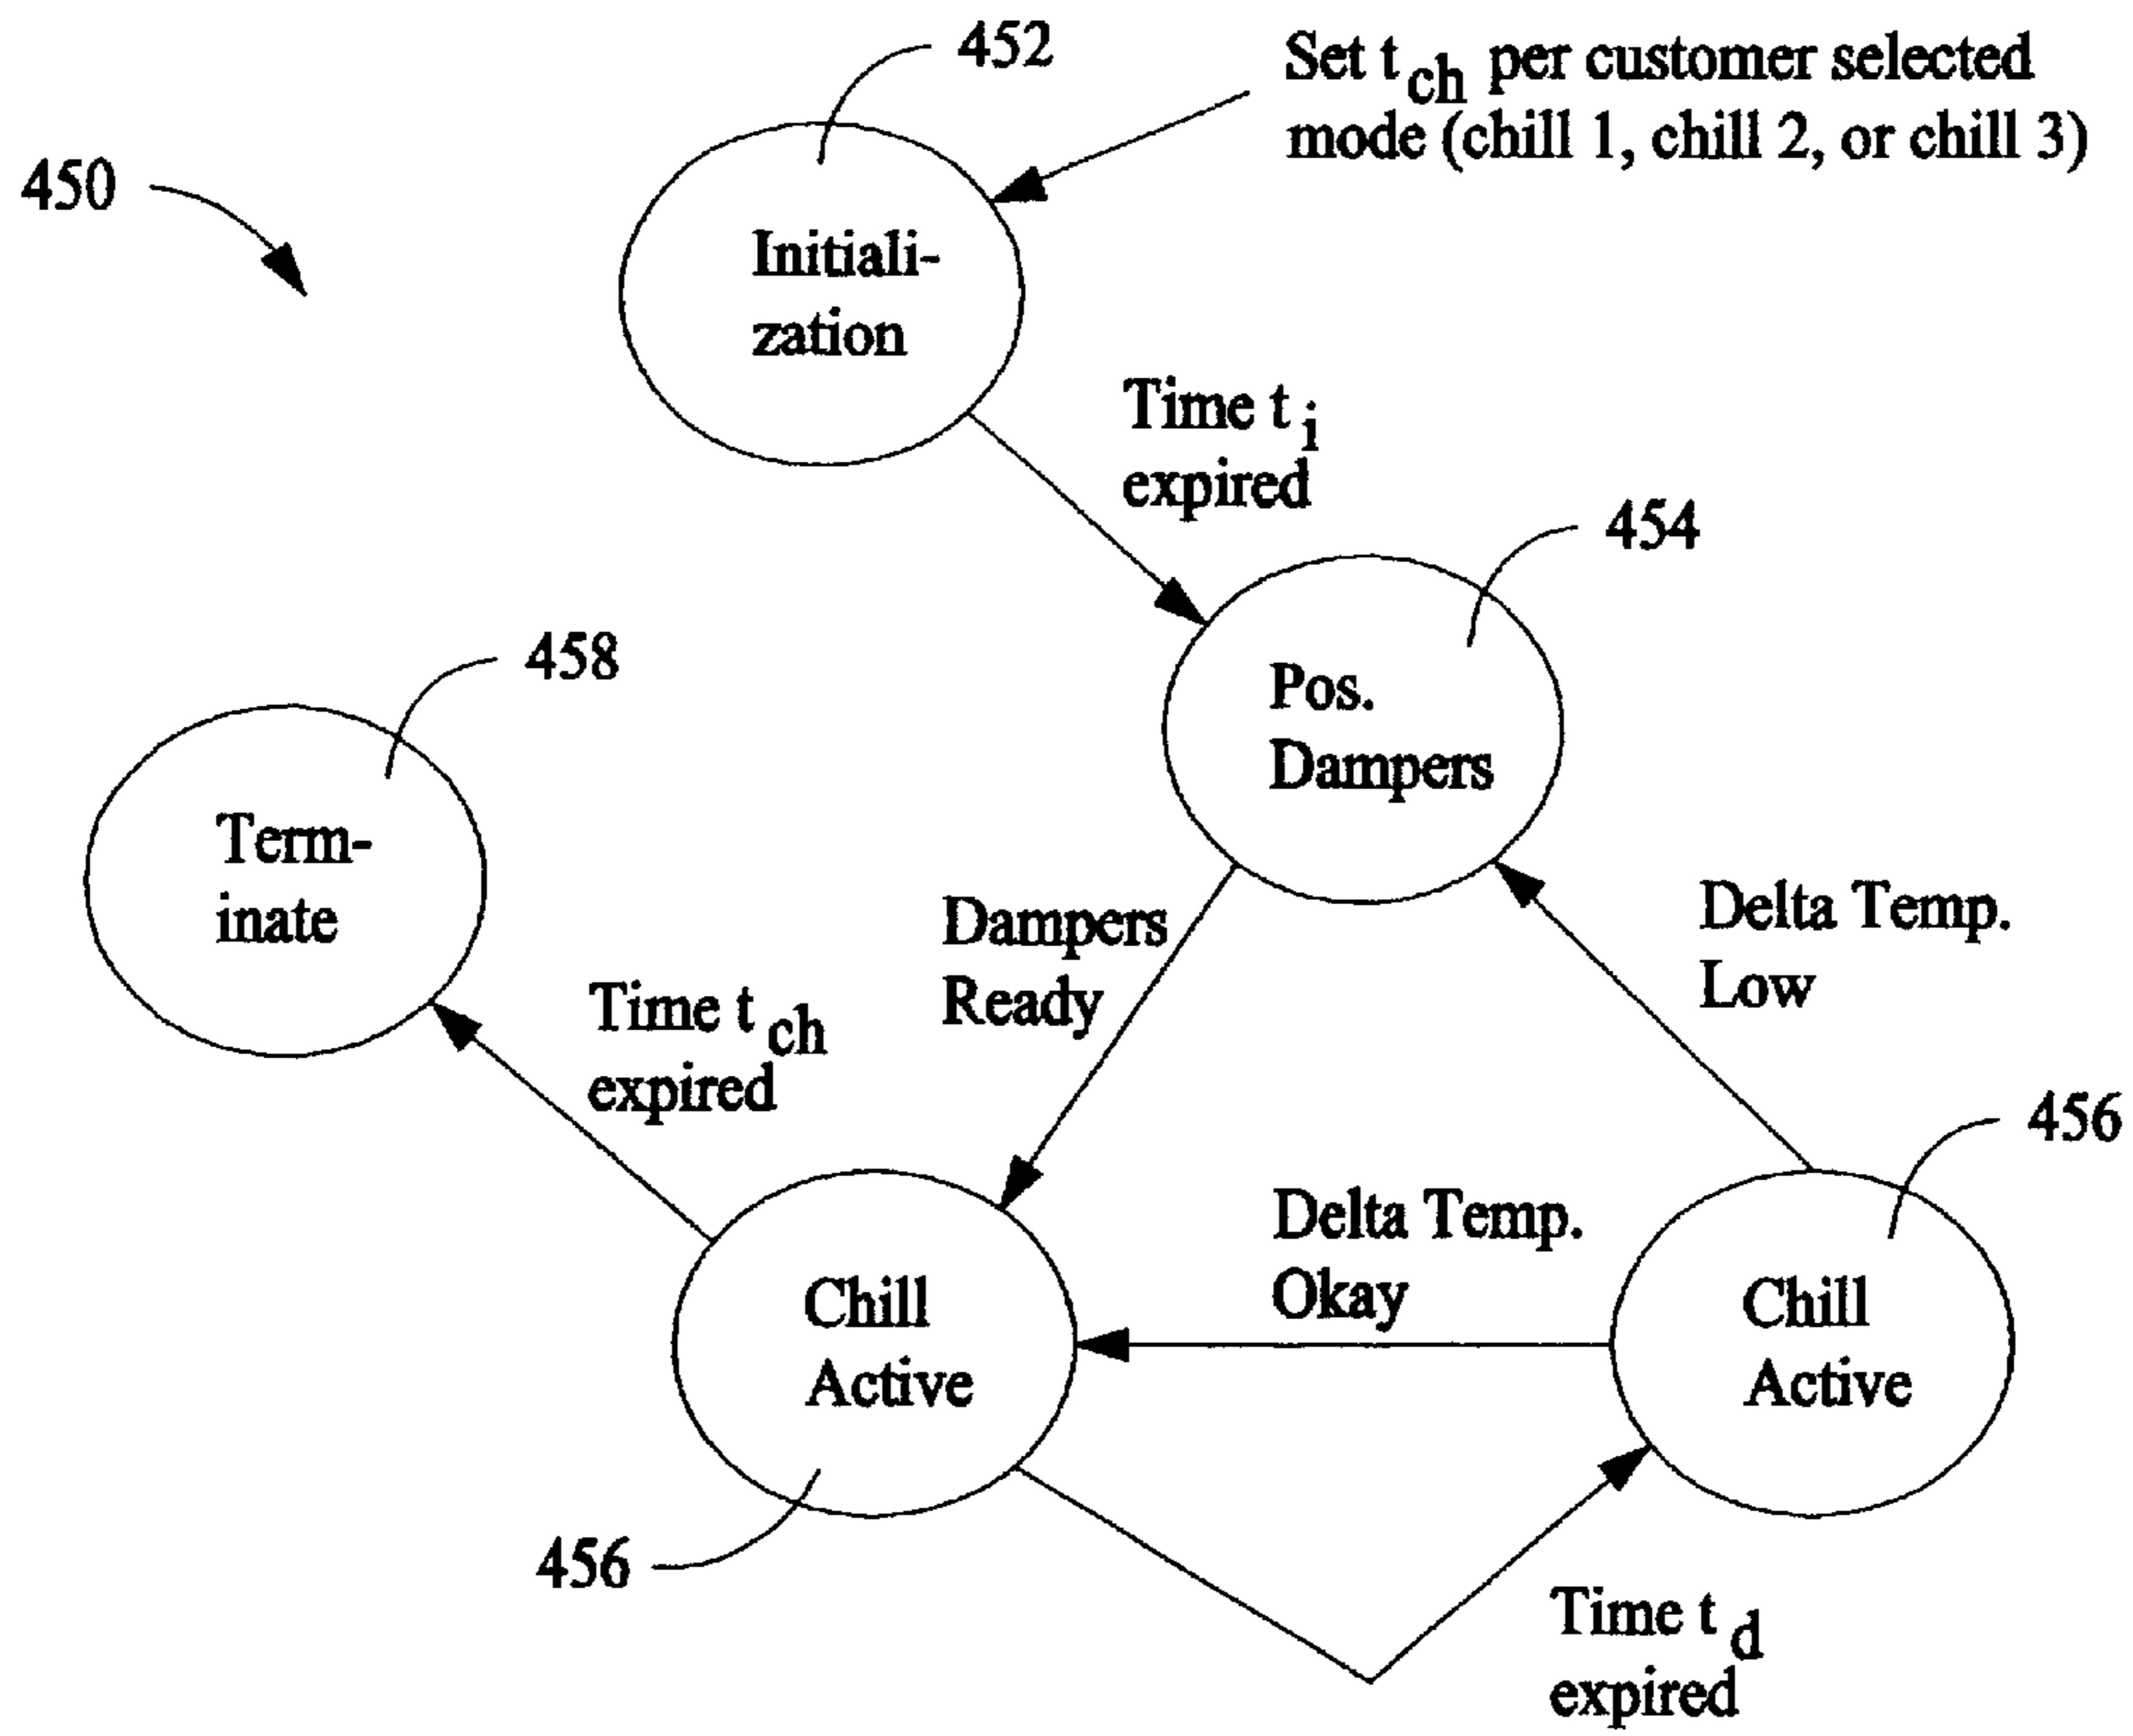 452
Set t ch per customer selected
mode (chill 1, chill 2, or chill 3)
450
Initiali-
zation
Time t i
expired
454
458
Pos.
Dampers
Term-
inate
Dampers
Ready
Delta Temp.
Low
Time t ch
expired
456
Delta Temp.
Okay
Chill
Active
Chill
Active
456
Time t d
expired